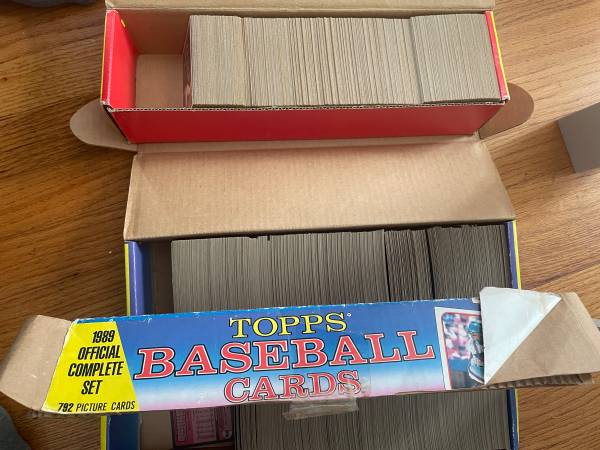 1989
OFFICIAL
COMPLETE
SET
792 PICTURE CARDS
TOPPS®
BASEBALL
CARDS